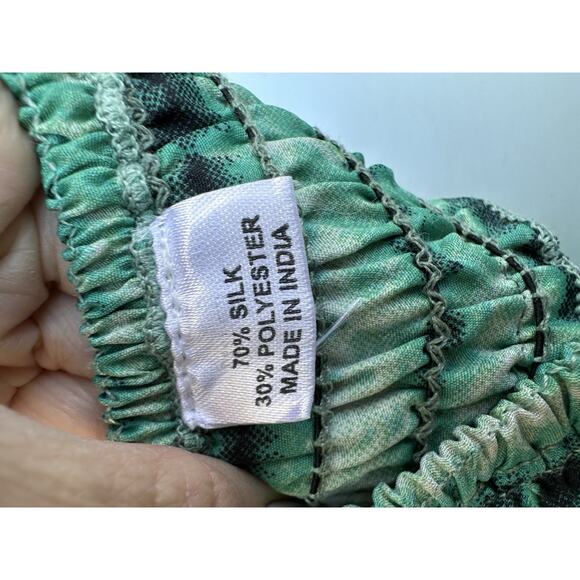 70% SILK
30% POLYESTER
MADE IN INDIA